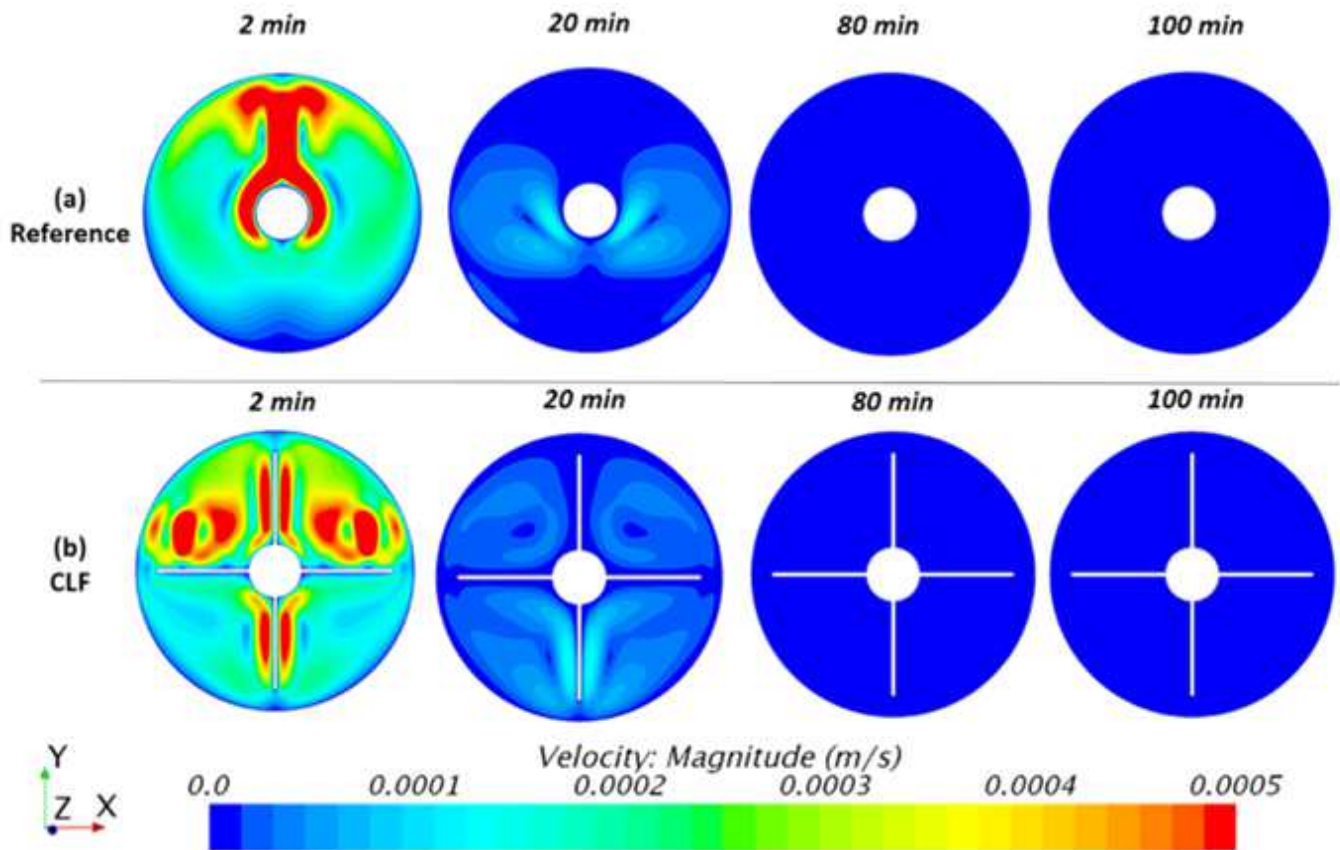 2 min 20 min 80 min 100 min
(a)
Reference
2 min 20 min 80 min 100 min
(b)
CLF
Velocity: Magnitude (m/s)
0.0 0.0001 0.0002 0.0003 0.0004 0.0005
Y
Z X